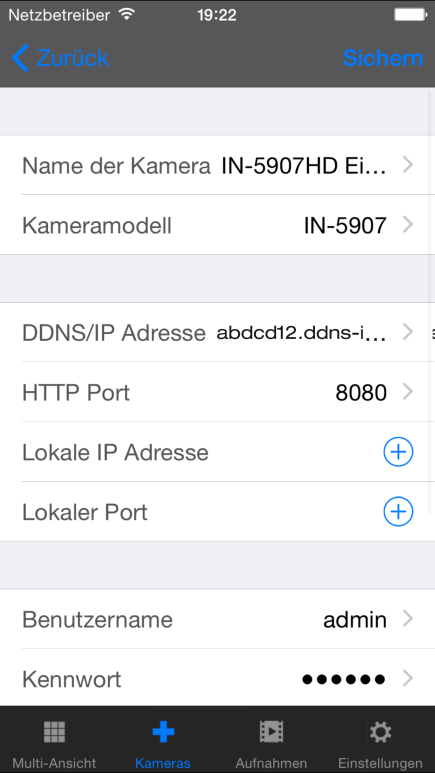 Netzbetreiber 19:22
Zurück Sichern
Name der Kamera IN-5907HD Ei...
Kameramodell IN-5907
DDNS/IP Adresse abdcd12.ddns-i...
HTTP Port 8080
Lokale IP Adresse
Lokaler Port
Benutzername admin
Kennwort ••••••
Multi-Ansicht Kameras Aufnahmen Einstellungen